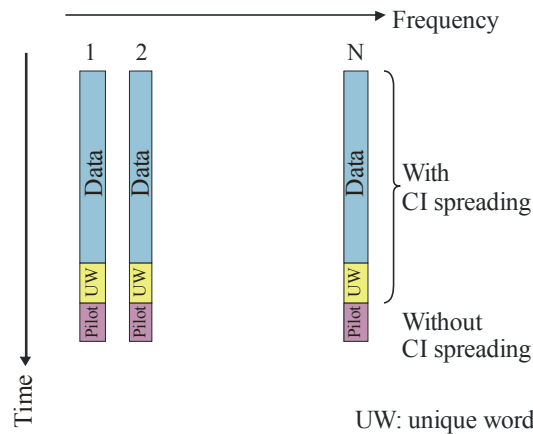 Frequency
1 2 N
Data Data Data
With
CI spreading
UW UW UW
Pilot Pilot Pilot
Without
CI spreading
Time
UW: unique word